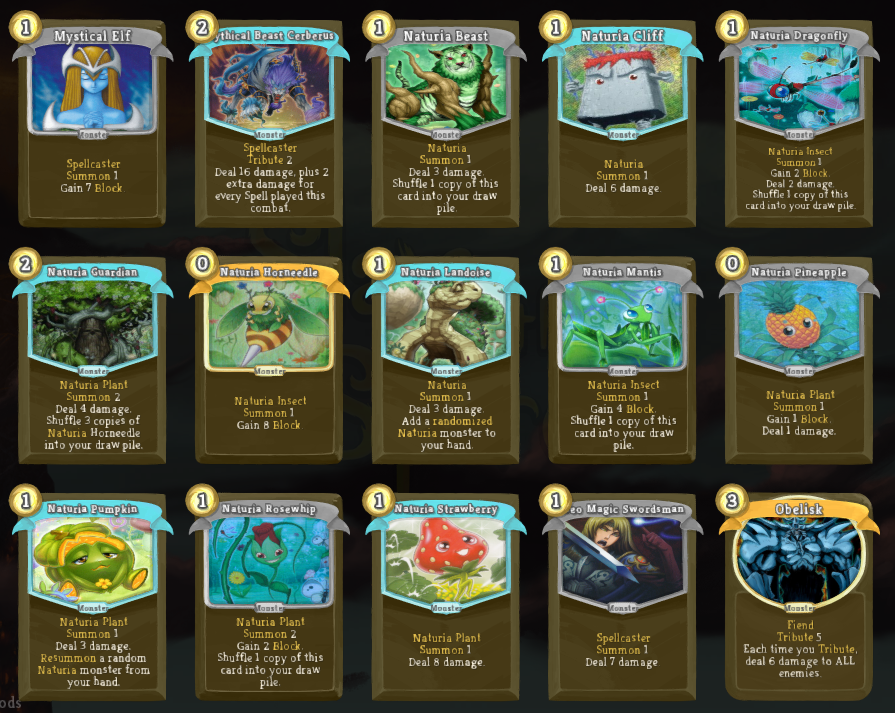 1
Mystical Elf
Monster
Spellcaster
Summon 1
Gain 7 Block
2
ythical Beast Cerberus
Monster
Spellcaster
Tribute 2
Deal 16 damage, plus 2
extra damage for
every Spell played this
combat.
1
Naturia Beast
Monster
Naturia
Summon 1
Deal 3 damage.
Shuffle 1 copy of this
card into your draw
pile.
1
Naturia Cliff
Monster
Naturia
Summon 1
Deal 6 damage.
1
Naturia Dragonfly
Monster
Naturia Insect
Summon 1
Gain 2 Block.
Deal 2 damage.
Shuffle 1 copy of this
card into your draw pile.
2
Naturia Guardian
Monster
Naturia Plant
Summon 2
Deal 4 damage.
Shuffle 3 copies of
Naturia Horneedle
into your draw pile.
0
Naturia Horneedle
Monster
Naturia Insect
Summon 1
Gain 8 Block
1
Naturia Landoise
Monster
Naturia
Summon 1
Deal 3 damage.
Add a randomized
Naturia monster to
your hand.
1
Naturia Mantis
Monster
Naturia Insect
Summon 1
Gain 4 Block.
Shuffle 1 copy of this
card into your draw
pile.
0
Naturia Pineapple
Monster
Naturia Plant
Summon 1
Gain 1 Block.
Deal 1 damage.
1
Naturia Pumpkin
Monster
Naturia Plant
Summon 1
Deal 3 damage.
Resummon a random
Naturia monster from
your hand.
1
Naturia Rosewhip
Monster
Naturia Plant
Summon 2
Gain 2 Block.
Shuffle 1 copy of this
card into your draw
pile.
1
Naturia Strawberry
Monster
Naturia Plant
Summon 1
Deal 8 damage.
1
eo Magic Swordsman
Monster
Spellcaster
Summon 1
Deal 7 damage
3
Obelisk
Monster
Fiend
Tribute 5
Each time you Tribute,
deal 6 damage to ALL
enemies.
ods